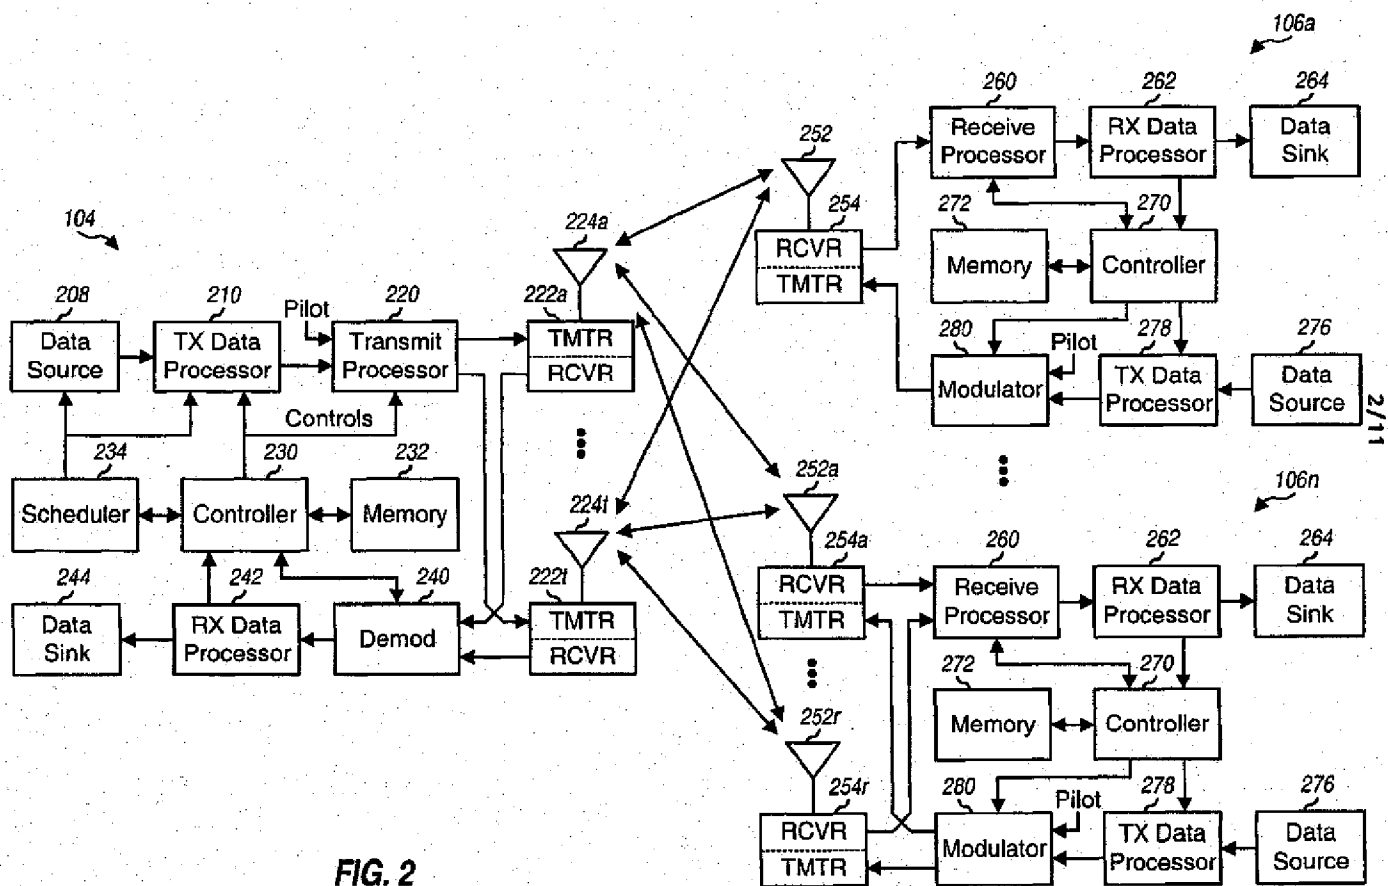 106a
260
262
264
Receive
Processor
RX Data
Processor
Data
Sink
252
254
RCVR
TMTR
272
270
Memory
Controller
280
Pilot
278
276
Modulator
TX Data
Processor
Data
Source
2/11
104
224a
208
210
Pilot
220
222a
Data
Source
TX Data
Processor
Transmit
Processor
TMTR
RCVR
Controls
234
230
232
Scheduler
Controller
Memory
224t
244
242
240
222t
Data
Sink
RX Data
Processor
Demod
TMTR
RCVR
106n
252a
254a
260
262
264
RCVR
TMTR
Receive
Processor
RX Data
Processor
Data
Sink
272
270
Memory
Controller
252r
254r
280
Pilot
278
276
RCVR
TMTR
Modulator
TX Data
Processor
Data
Source
FIG. 2